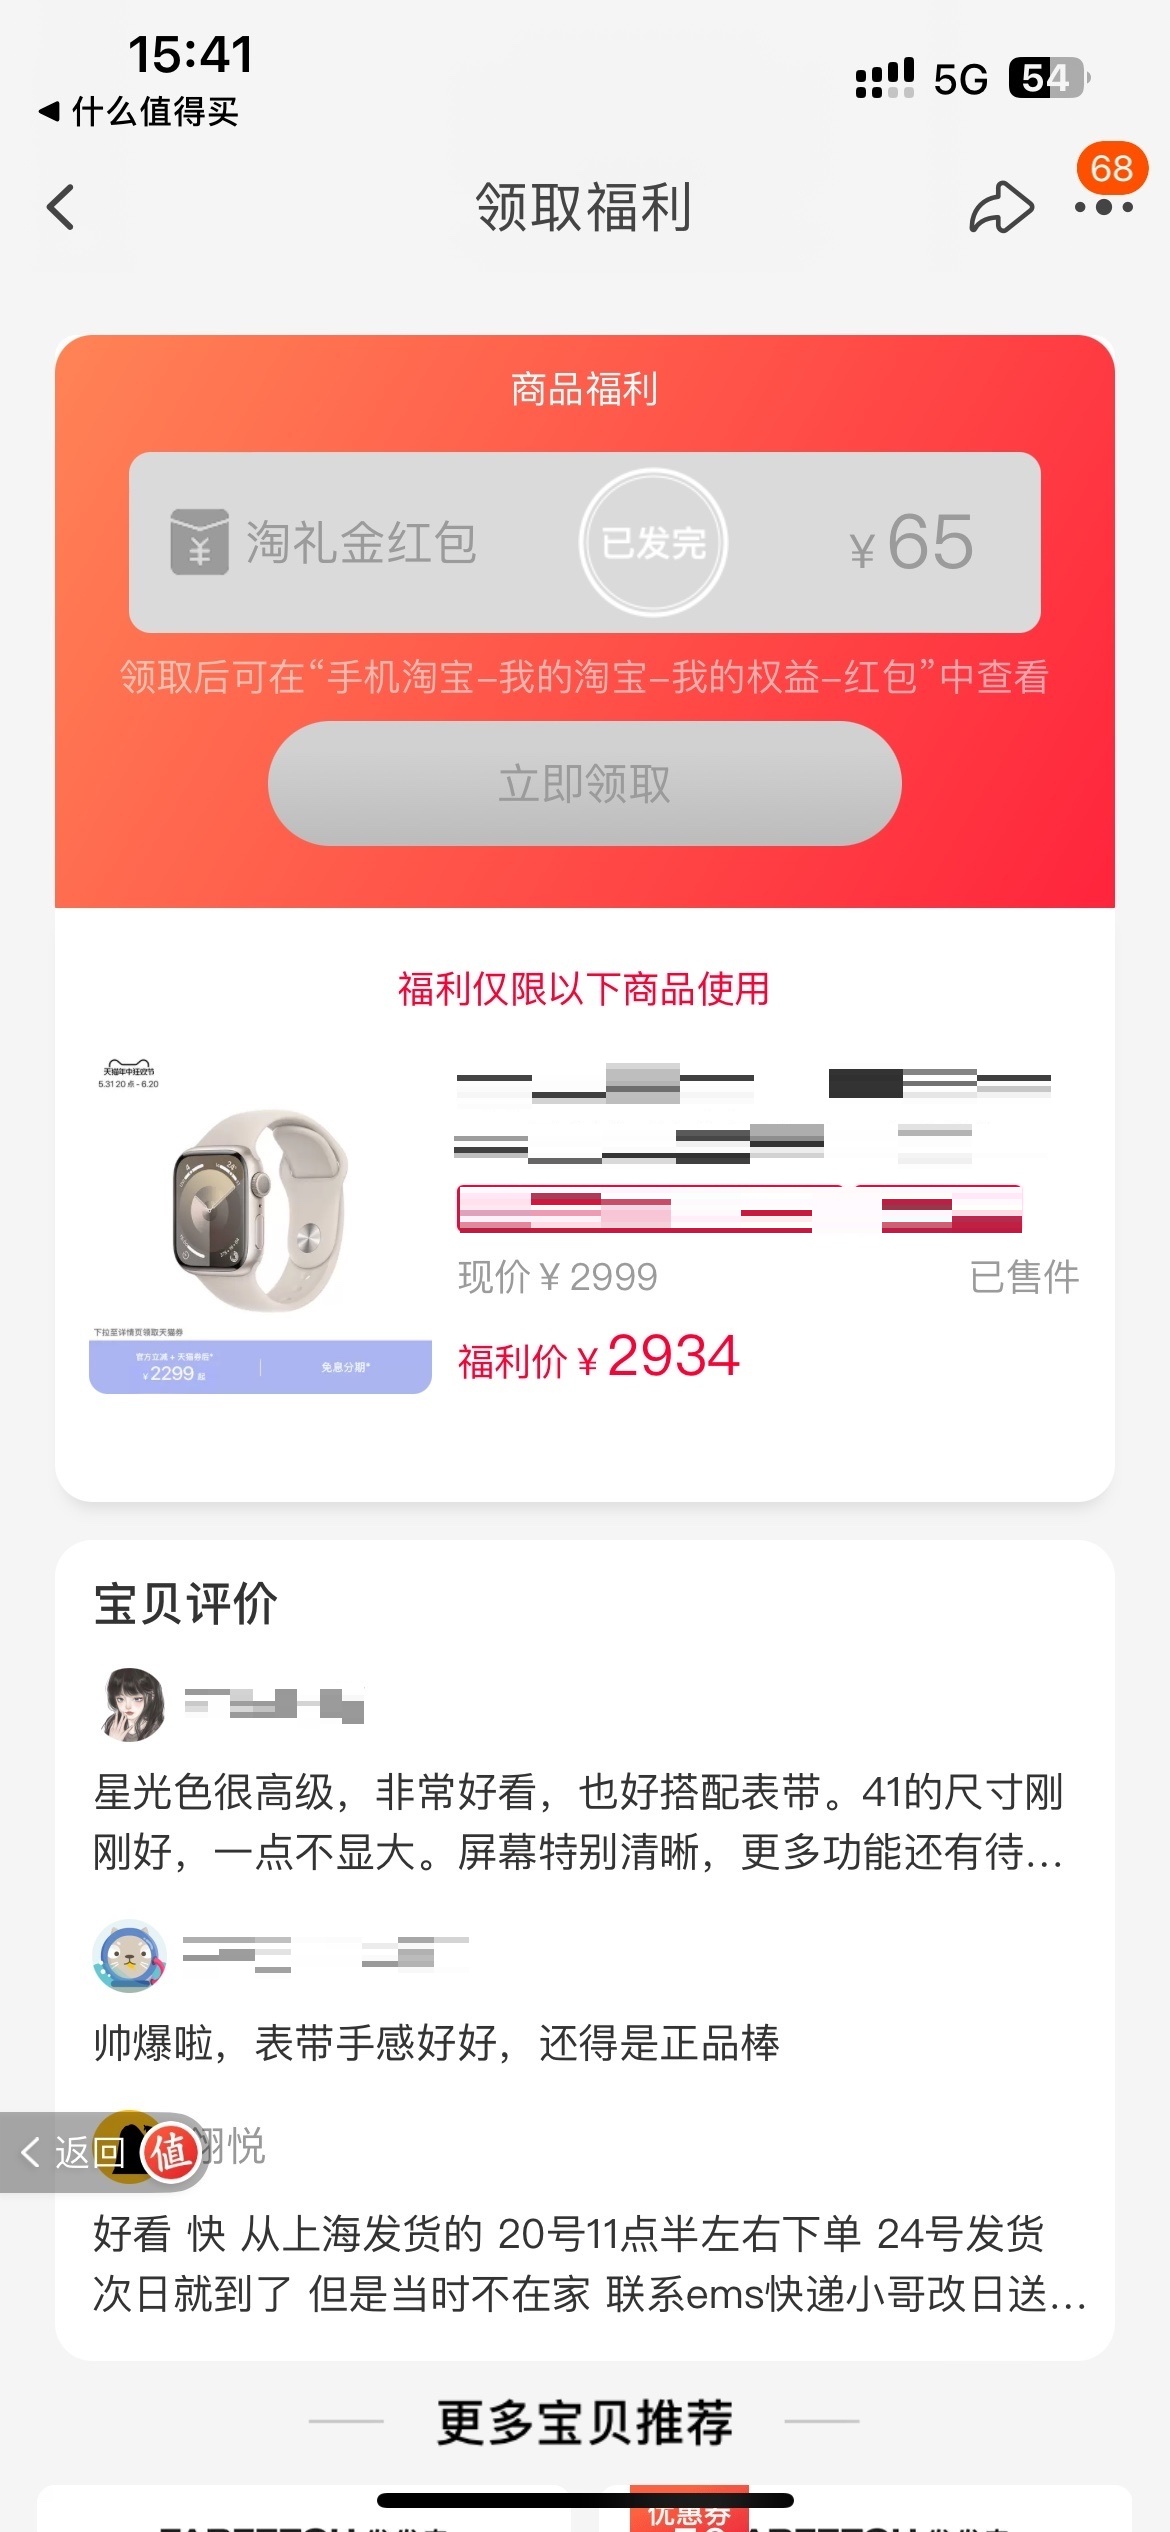 15:41
5G 54
什么值得买
68
领取福利
商品福利
淘礼金红包
已发完
¥65
领取后可在“手机淘宝-我的淘宝-我的权益-红包”中查看
立即领取
福利仅限以下商品使用
天猫年中狂欢节
5.31 20点-6.20
下拉至详情页领取天猫券
官方立减+天猫券后*
¥2299起
免息分期*
现价¥2999
已售件
福利价¥2934
宝贝评价
星光色很高级，非常好看，也好搭配表带。41的尺寸刚
刚好，一点不显大。屏幕特别清晰，更多功能还有待...
帅爆啦，表带手感好好，还得是正品棒
返回
值
悦
好看 快 从上海发货的 20号11点半左右下单 24号发货
次日就到了 但是当时不在家 联系ems快递小哥改日送...
更多宝贝推荐
优惠券